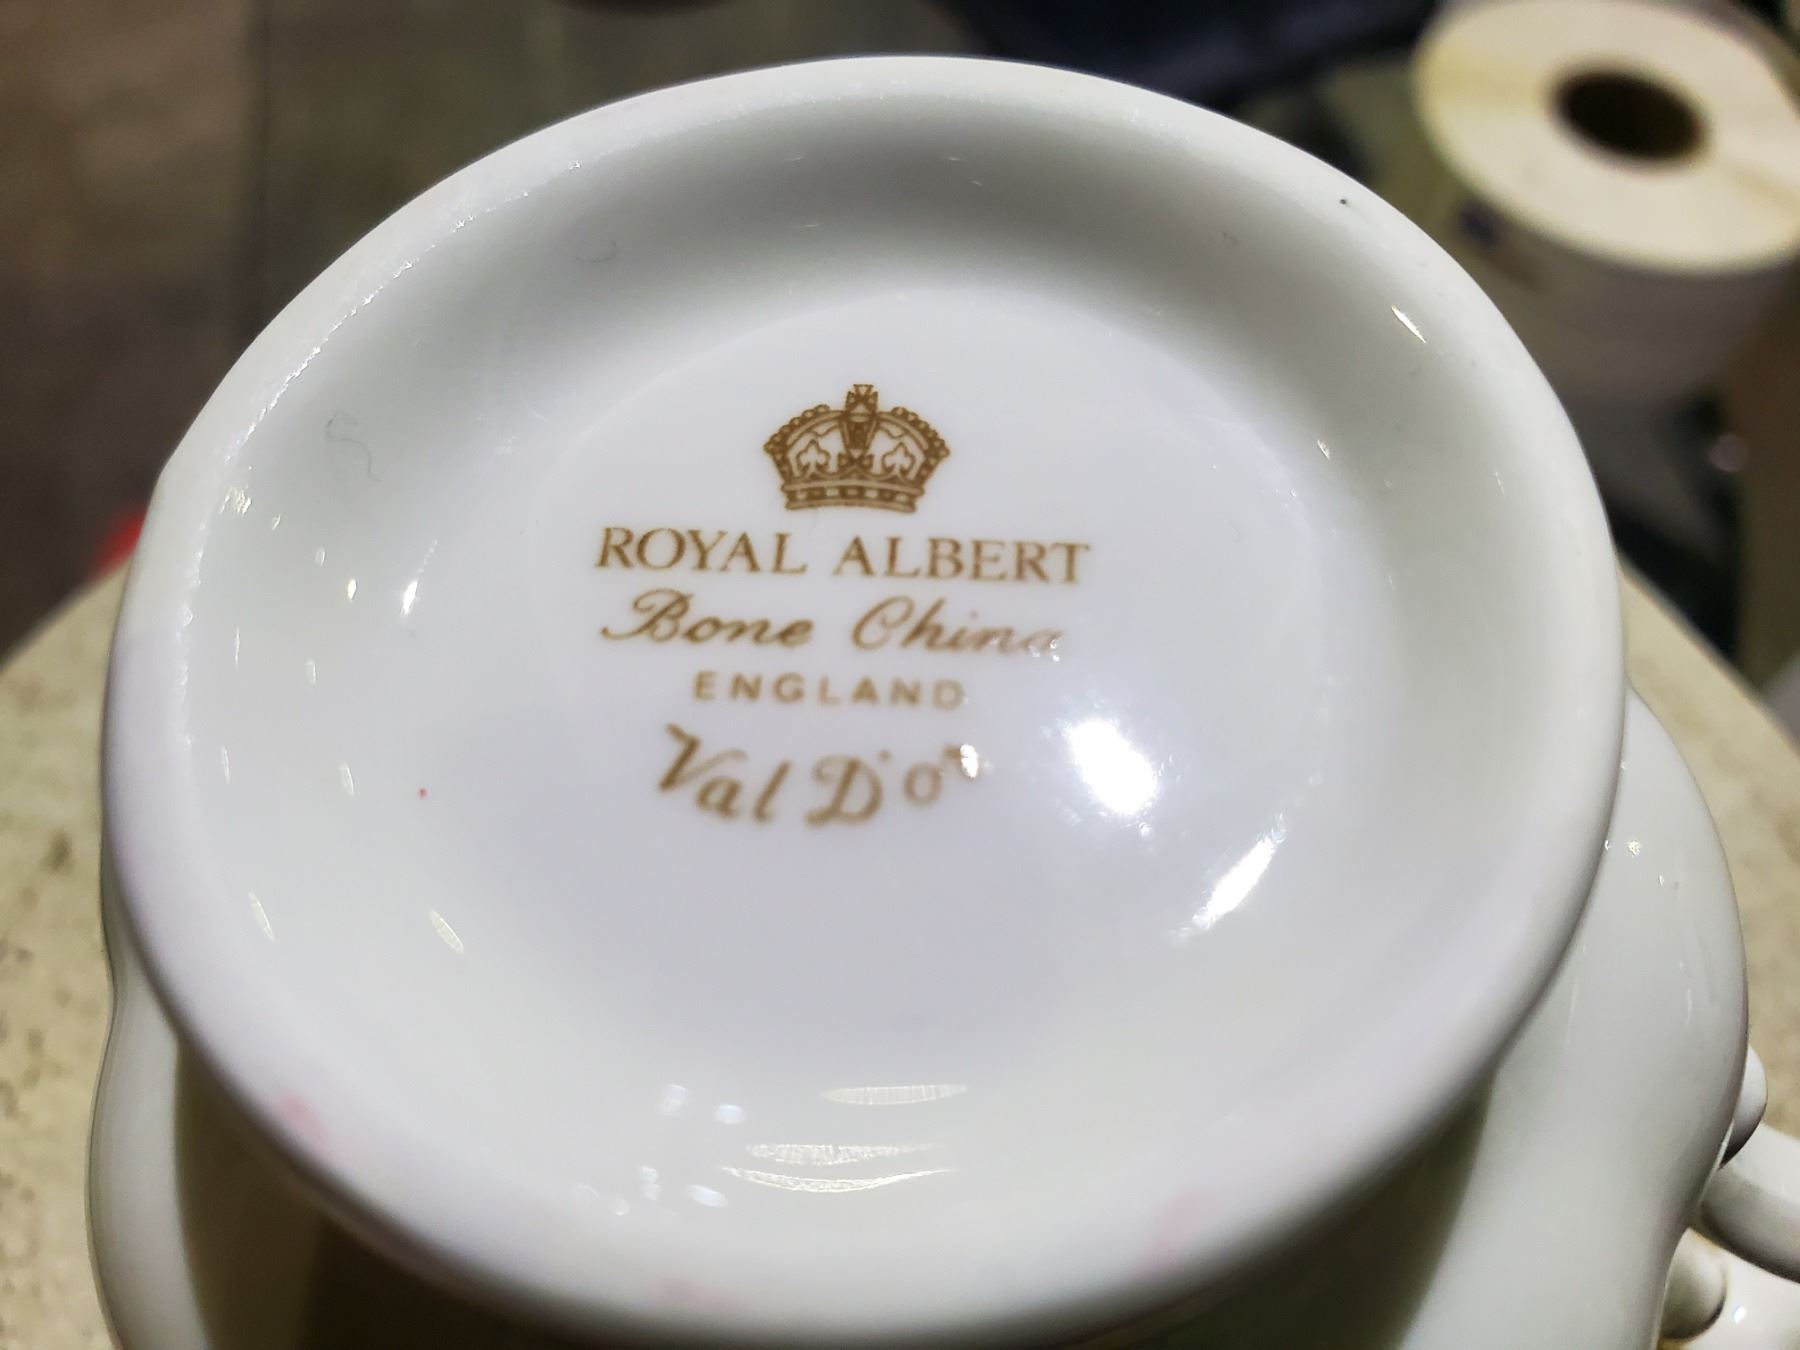 ROYAL ALBERT
Bone China
ENGLAND
Val D'or